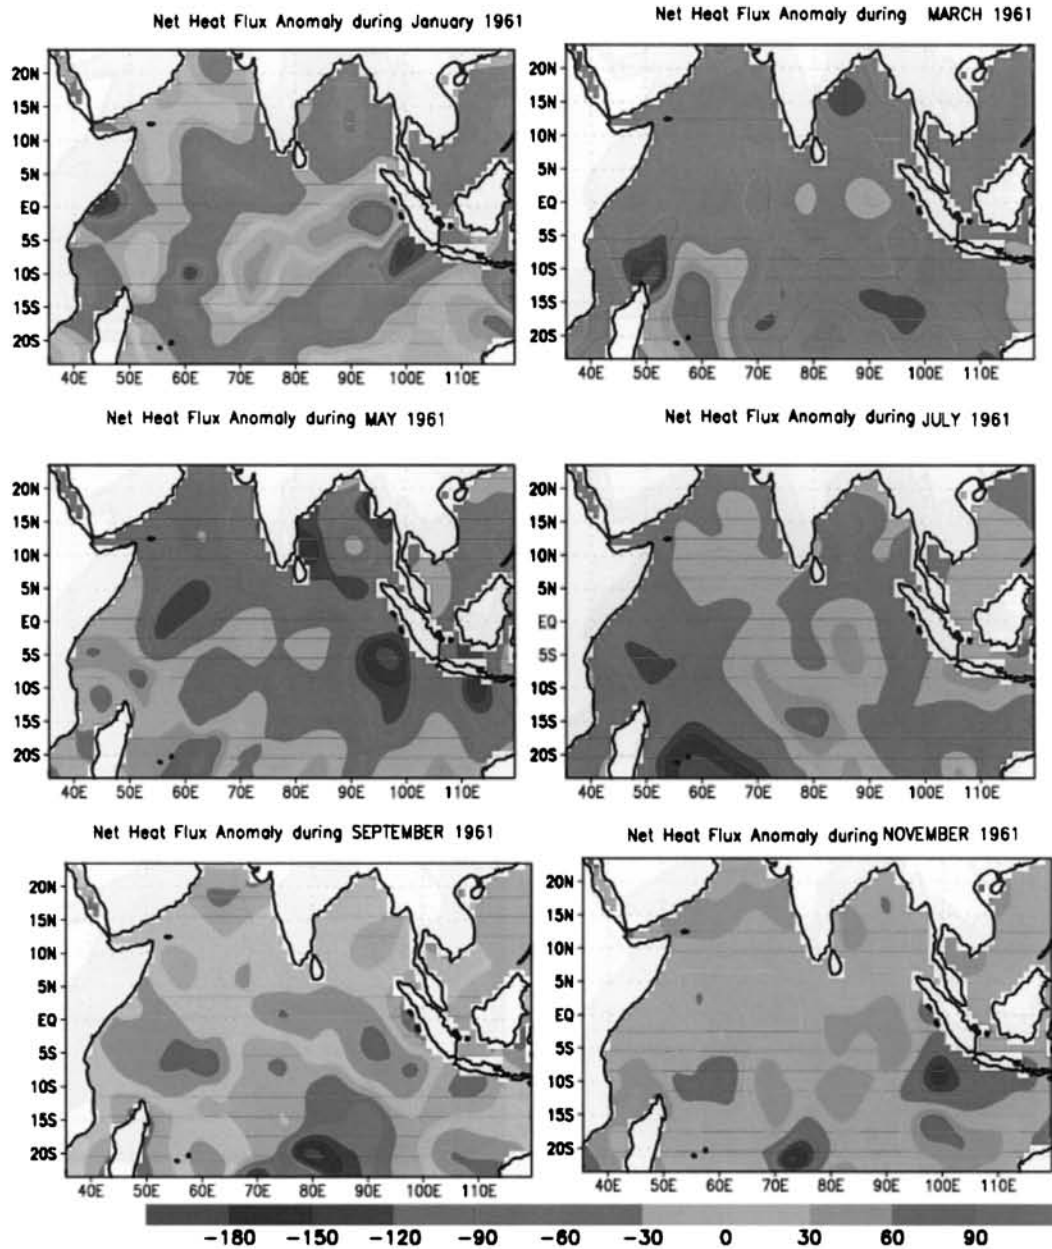 Net Heat Flux Anomaly during January 1961
Net Heat Flux Anomaly during MARCH 1961
20N
15N
10N
5N
EQ
5S
10S
15S
20S
40E 50E 60E 70E 80E 90E 100E 110E
20N
15N
10N
5N
EQ
5S
10S
15S
20S
40E 50E 60E 70E 80E 90E 100E 110E
Net Heat Flux Anomaly during MAY 1961
Net Heat Flux Anomaly during JULY 1961
20N
15N
10N
5N
EQ
5S
10S
15S
20S
40E 50E 60E 70E 80E 90E 100E 110E
20N
15N
10N
5N
EQ
5S
10S
15S
20S
40E 50E 60E 70E 80E 90E 100E 110E
Net Heat Flux Anomaly during SEPTEMBER 1961
Net Heat Flux Anomaly during NOVEMBER 1961
20N
15N
10N
5N
EQ
5S
10S
15S
20S
40E 50E 60E 70E 80E 90E 100E 110E
20N
15N
10N
5N
EQ
5S
10S
15S
20S
40E 50E 60E 70E 80E 90E 100E 110E
-180 -150 -120 -90 -60 -30 0 30 60 90